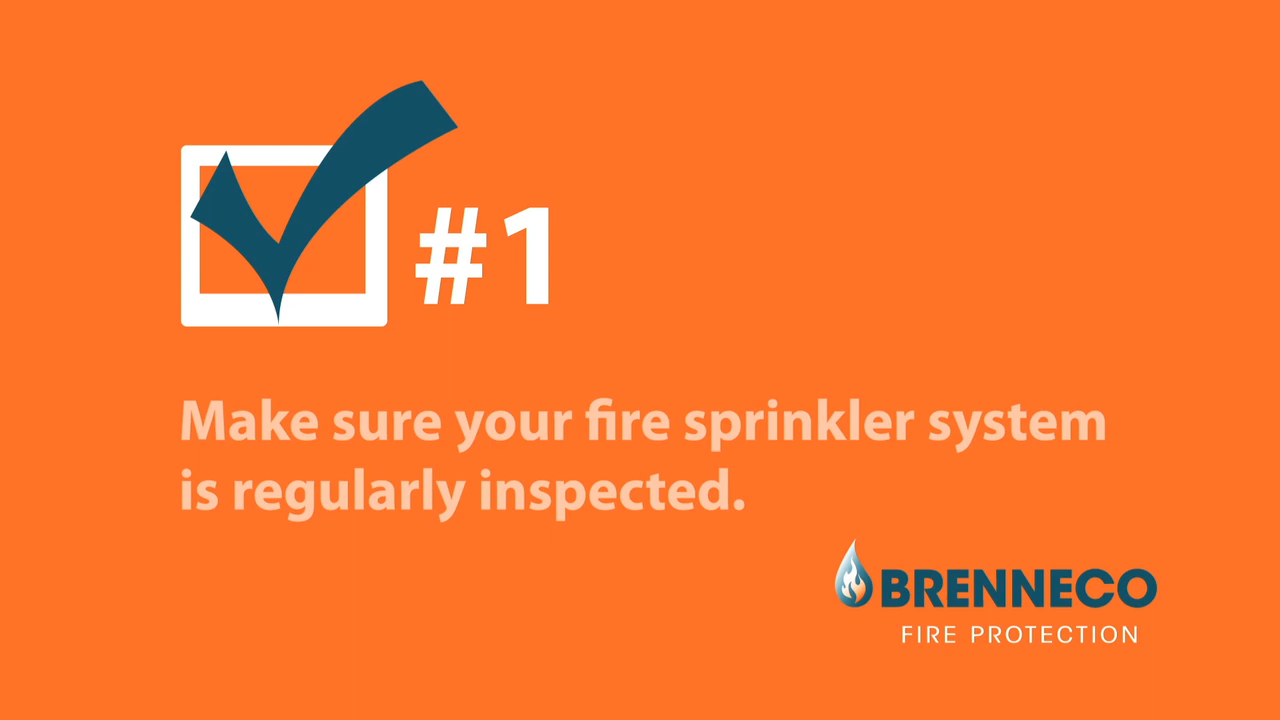 #1
Make sure your fire sprinkler system
is regularly inspected.
BRENNECO
FIRE PROTECTION